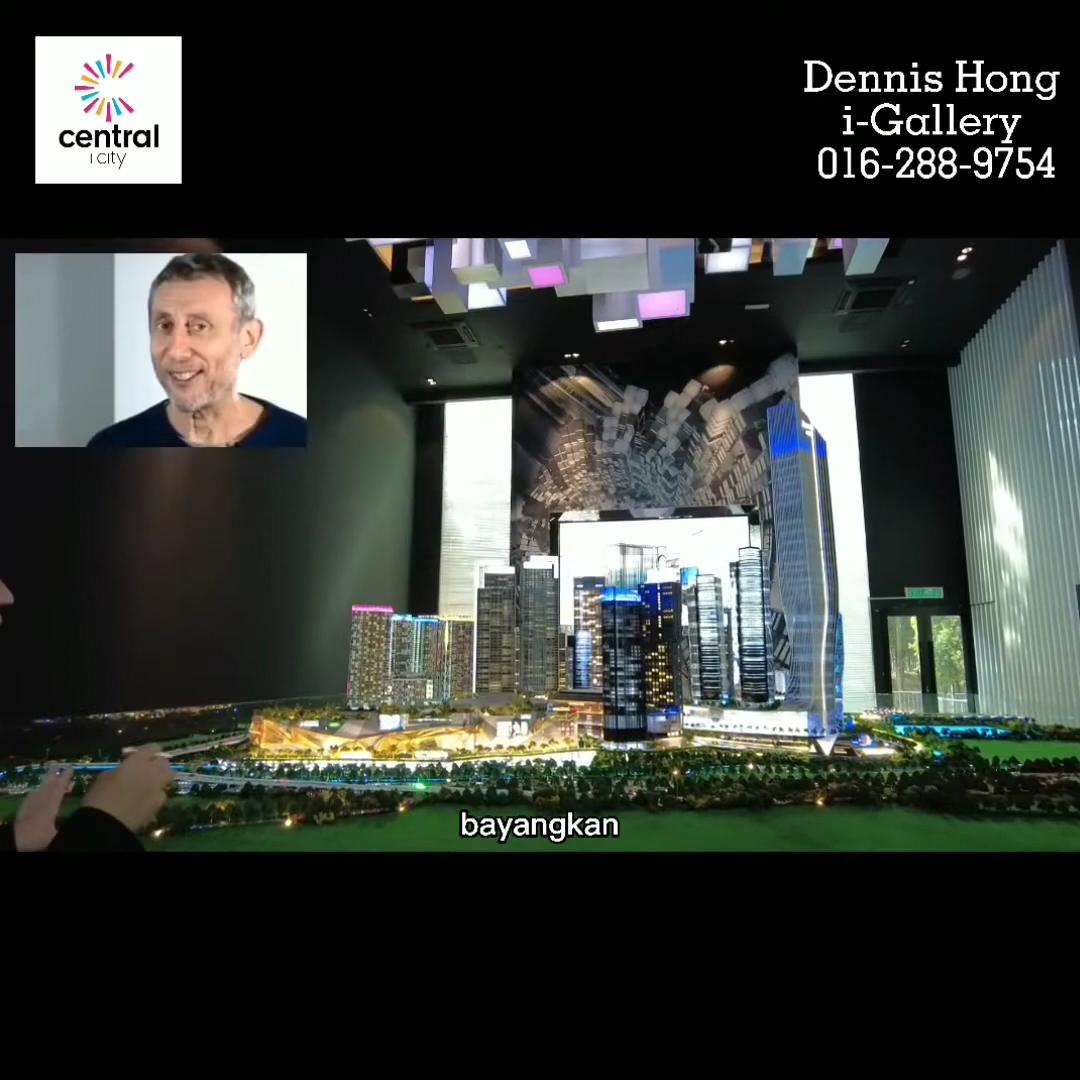 central
i city
Dennis Hong
i-Gallery
016-288-9754
bayangkan